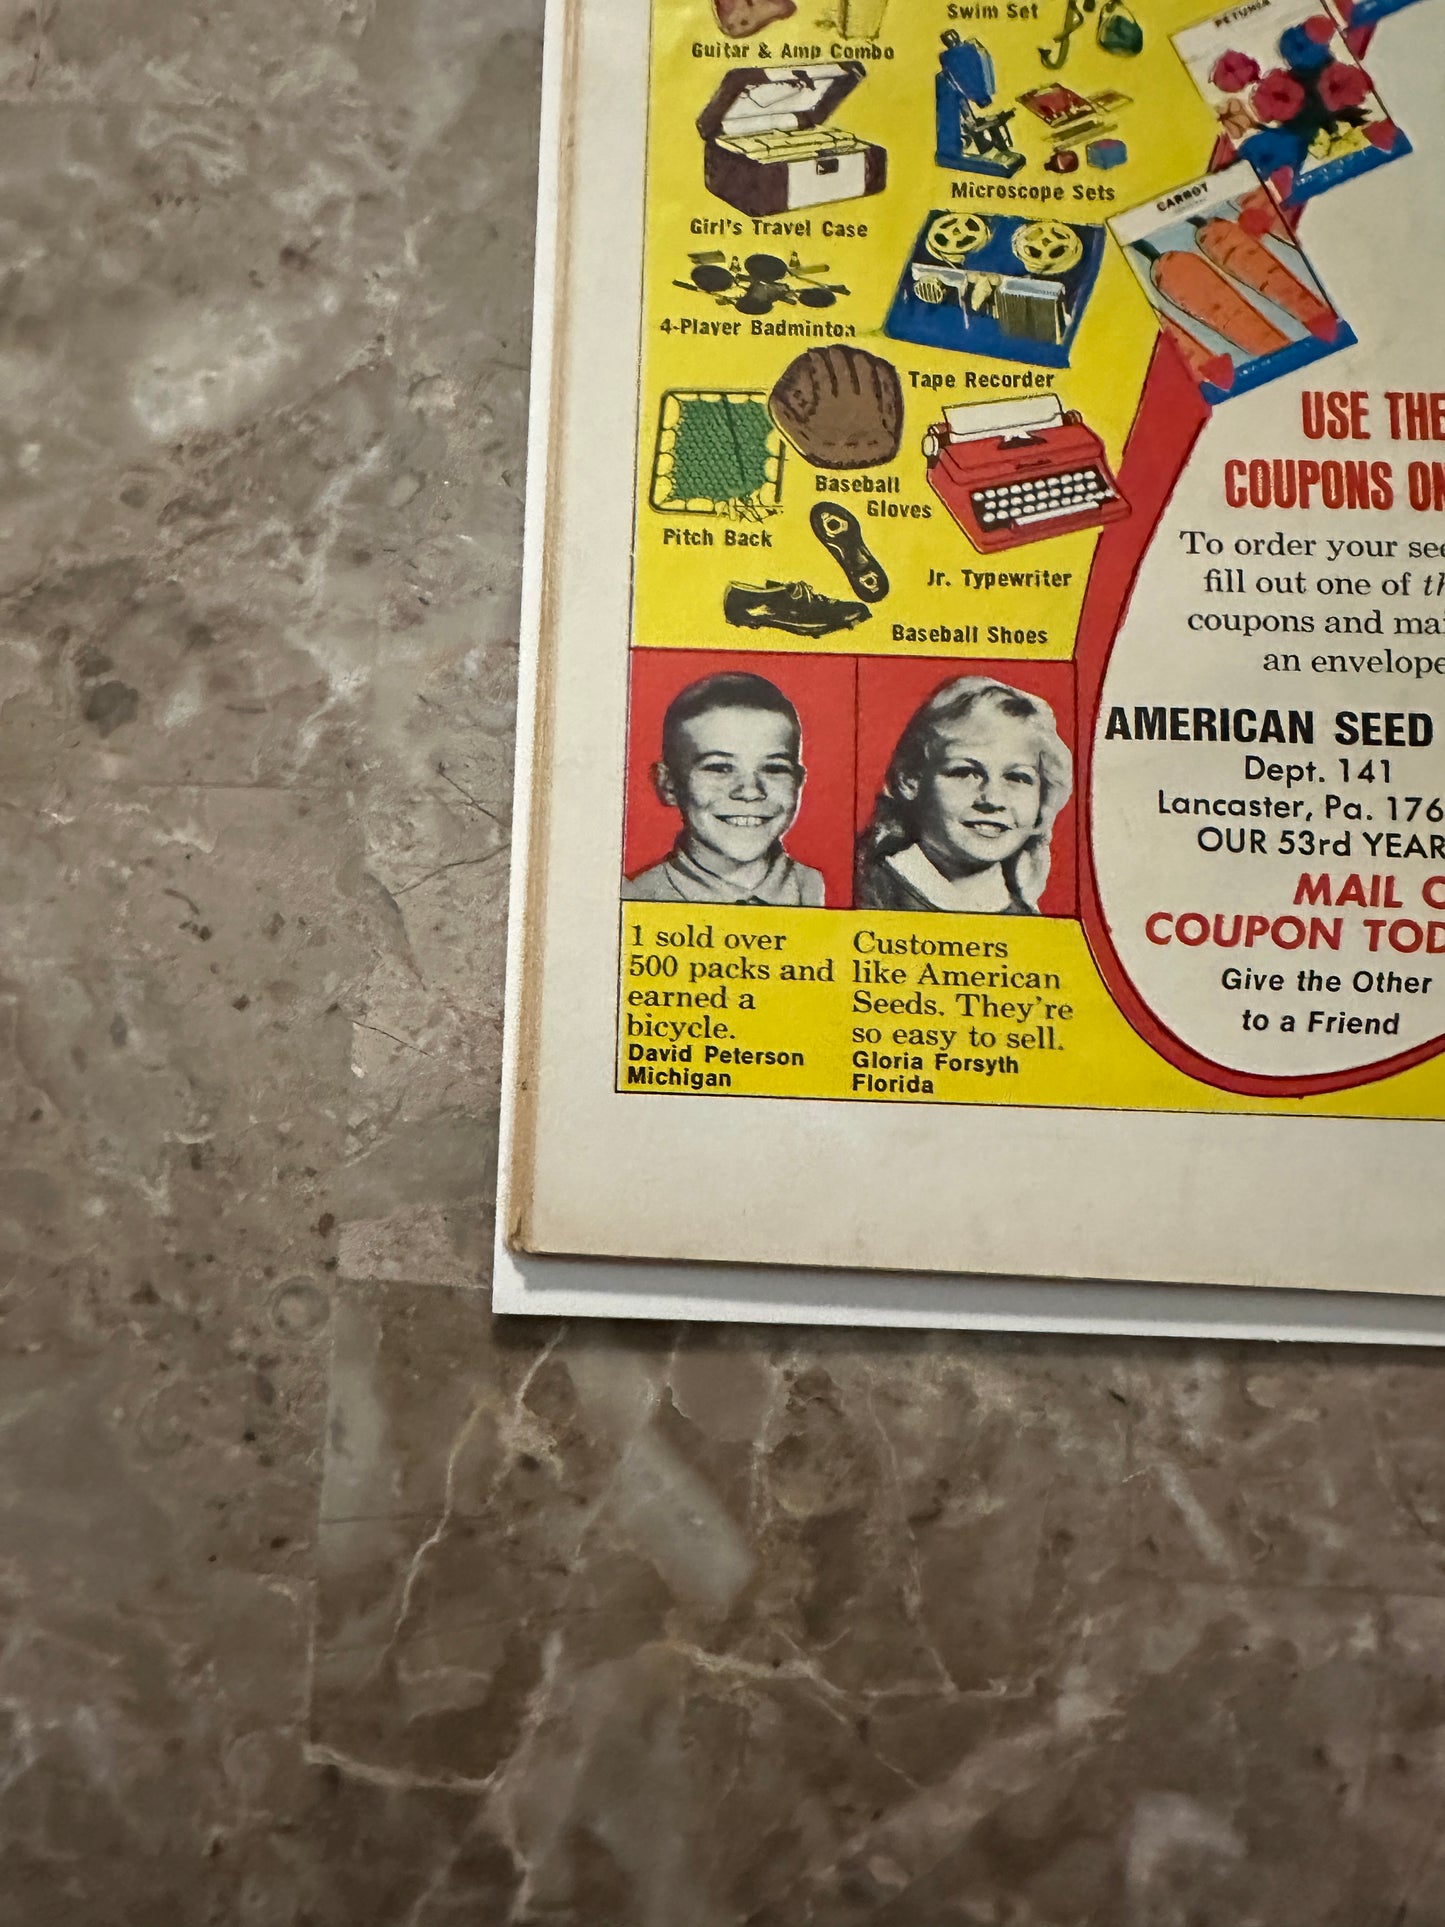 Swim Set
Guitar & Amp Combo
PETUNIA
Microscope Sets
CARROT
Girl's Travel Case
4-Player Badminton
Tape Recorder
USE THE
COUPONS ON
Baseball
Gloves
Pitch Back
To order your see
fill out one of th
Jr. Typewriter
coupons and mai
Baseball Shoes
an envelope
AMERICAN SEED
Dept. 141
Lancaster, Pa. 176
OUR 53rd YEAR
MAIL O
COUPON TOD
Give the Other
to a Friend
I sold over
500 packs and
earned a
bicycle.
David Peterson
Michigan
Customers
like American
Seeds. They're
so easy to sell.
Gloria Forsyth
Florida